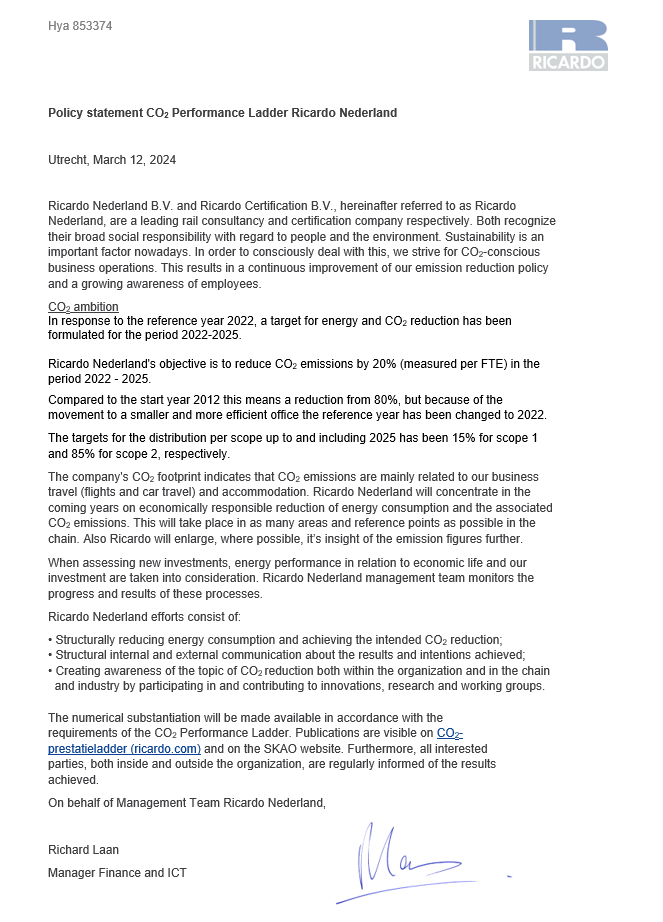 Hya 853374
R
RICARDO
Policy statement CO₂ Performance Ladder Ricardo Nederland
Utrecht, March 12, 2024
Ricardo Nederland B.V. and Ricardo Certification B.V., hereinafter referred to as Ricardo
Nederland, are a leading rail consultancy and certification company respectively. Both recognize
their broad social responsibility with regard to people and the environment. Sustainability is an
important factor nowadays. In order to consciously deal with this, we strive for CO₂-conscious
business operations. This results in a continuous improvement of our emission reduction policy
and a growing awareness of employees.
CO₂ ambition
In response to the reference year 2022, a target for energy and CO₂ reduction has been
formulated for the period 2022-2025.
Ricardo Nederland's objective is to reduce CO₂ emissions by 20% (measured per FTE) in the
period 2022 - 2025.
Compared to the start year 2012 this means a reduction from 80%, but because of the
movement to a smaller and more efficient office the reference year has been changed to 2022.
The targets for the distribution per scope up to and including 2025 has been 15% for scope 1
and 85% for scope 2, respectively.
The company's CO₂ footprint indicates that CO₂ emissions are mainly related to our business
travel (flights and car travel) and accommodation. Ricardo Nederland will concentrate in the
coming years on economically responsible reduction of energy consumption and the associated
CO₂ emissions. This will take place in as many areas and reference points as possible in the
chain. Also Ricardo will enlarge, where possible, it's insight of the emission figures further.
When assessing new investments, energy performance in relation to economic life and our
investment are taken into consideration. Ricardo Nederland management team monitors the
progress and results of these processes.
Ricardo Nederland efforts consist of:
• Structurally reducing energy consumption and achieving the intended CO₂ reduction;
• Structural internal and external communication about the results and intentions achieved;
• Creating awareness of the topic of CO₂ reduction both within the organization and in the chain
and industry by participating in and contributing to innovations, research and working groups.
The numerical substantiation will be made available in accordance with the
requirements of the CO₂ Performance Ladder. Publications are visible on CO₂-
prestatieladder (ricardo.com) and on the SKAO website. Furthermore, all interested
parties, both inside and outside the organization, are regularly informed of the results
achieved.
On behalf of Management Team Ricardo Nederland,
Richard Laan
Manager Finance and ICT